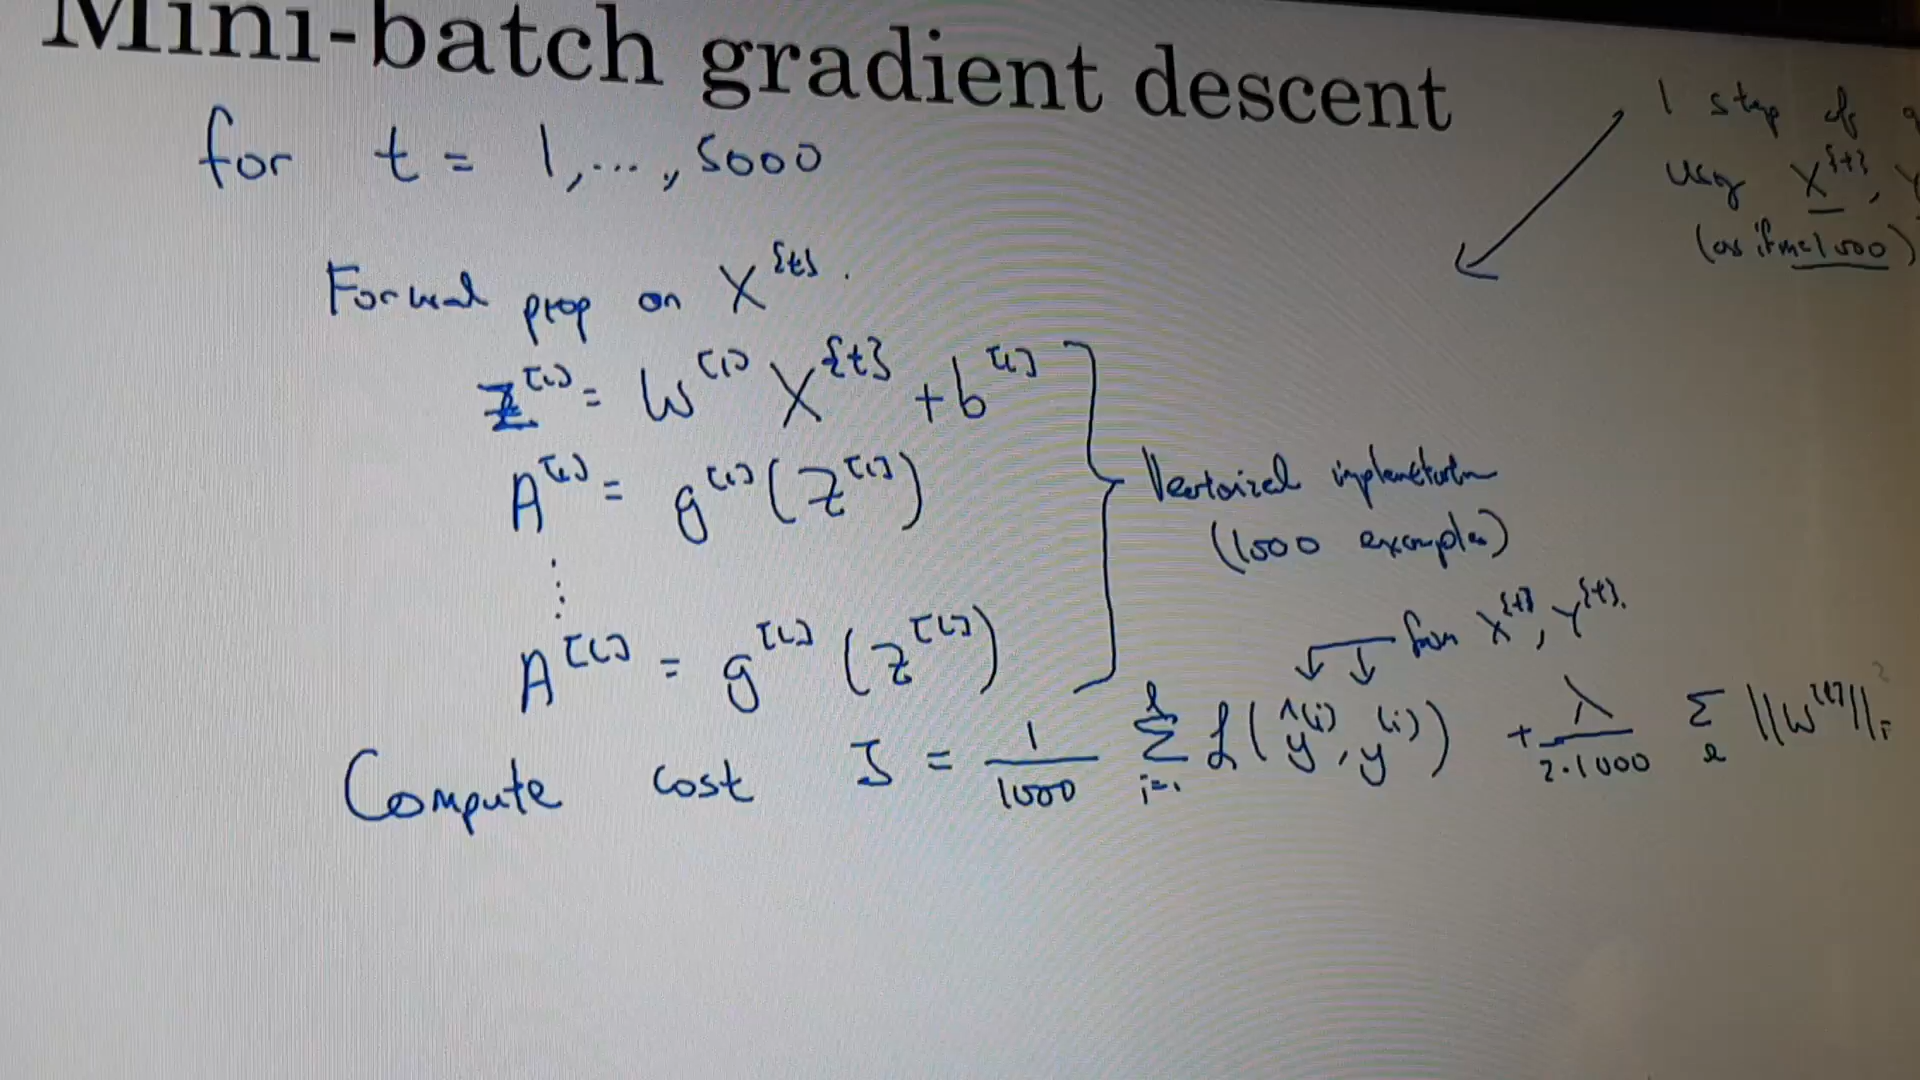 Mini-batch gradient descent
for t = 1,..., 5000
1 step of
using X^{t}, Y
(as if m=1000)
Forward prop on X^{t}.
Z^[1] = W^[1] X^{t} + b^[1]
A^[1] = g^[1] (Z^[1])
⋮
A^[L] = g^[L] (Z^[L])
Vectorized implementation
(1000 examples)
from X^{t}, Y^{t}.
Compute cost J = 1/1000 Σ_{i=1}^{l} L(ŷ^(i), y^(i)) + λ/(2·1000) Σ_l ||W^[l]||_F^2